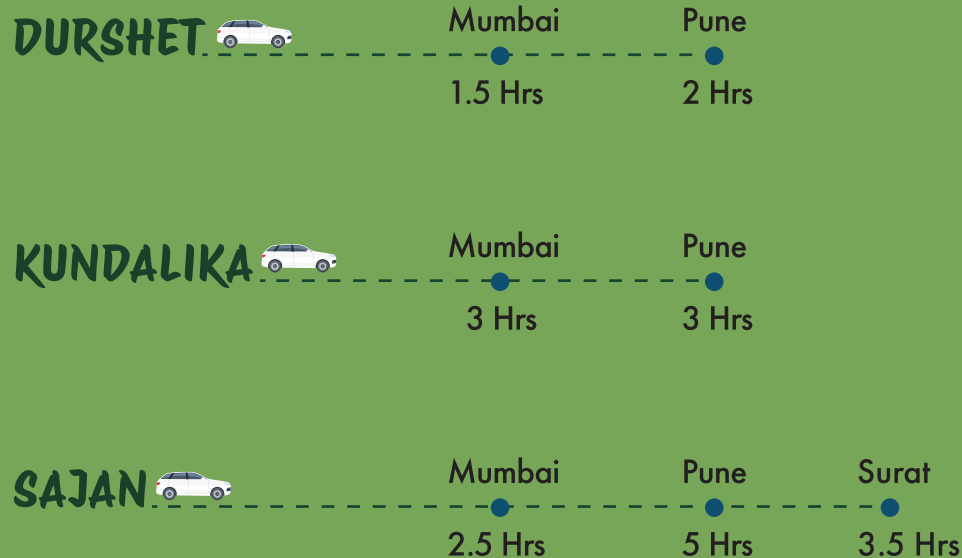 DURSHET
Mumbai Pune
1.5 Hrs 2 Hrs
KUNDALIKA
Mumbai Pune
3 Hrs 3 Hrs
SAJAN
Mumbai Pune Surat
2.5 Hrs 5 Hrs 3.5 Hrs